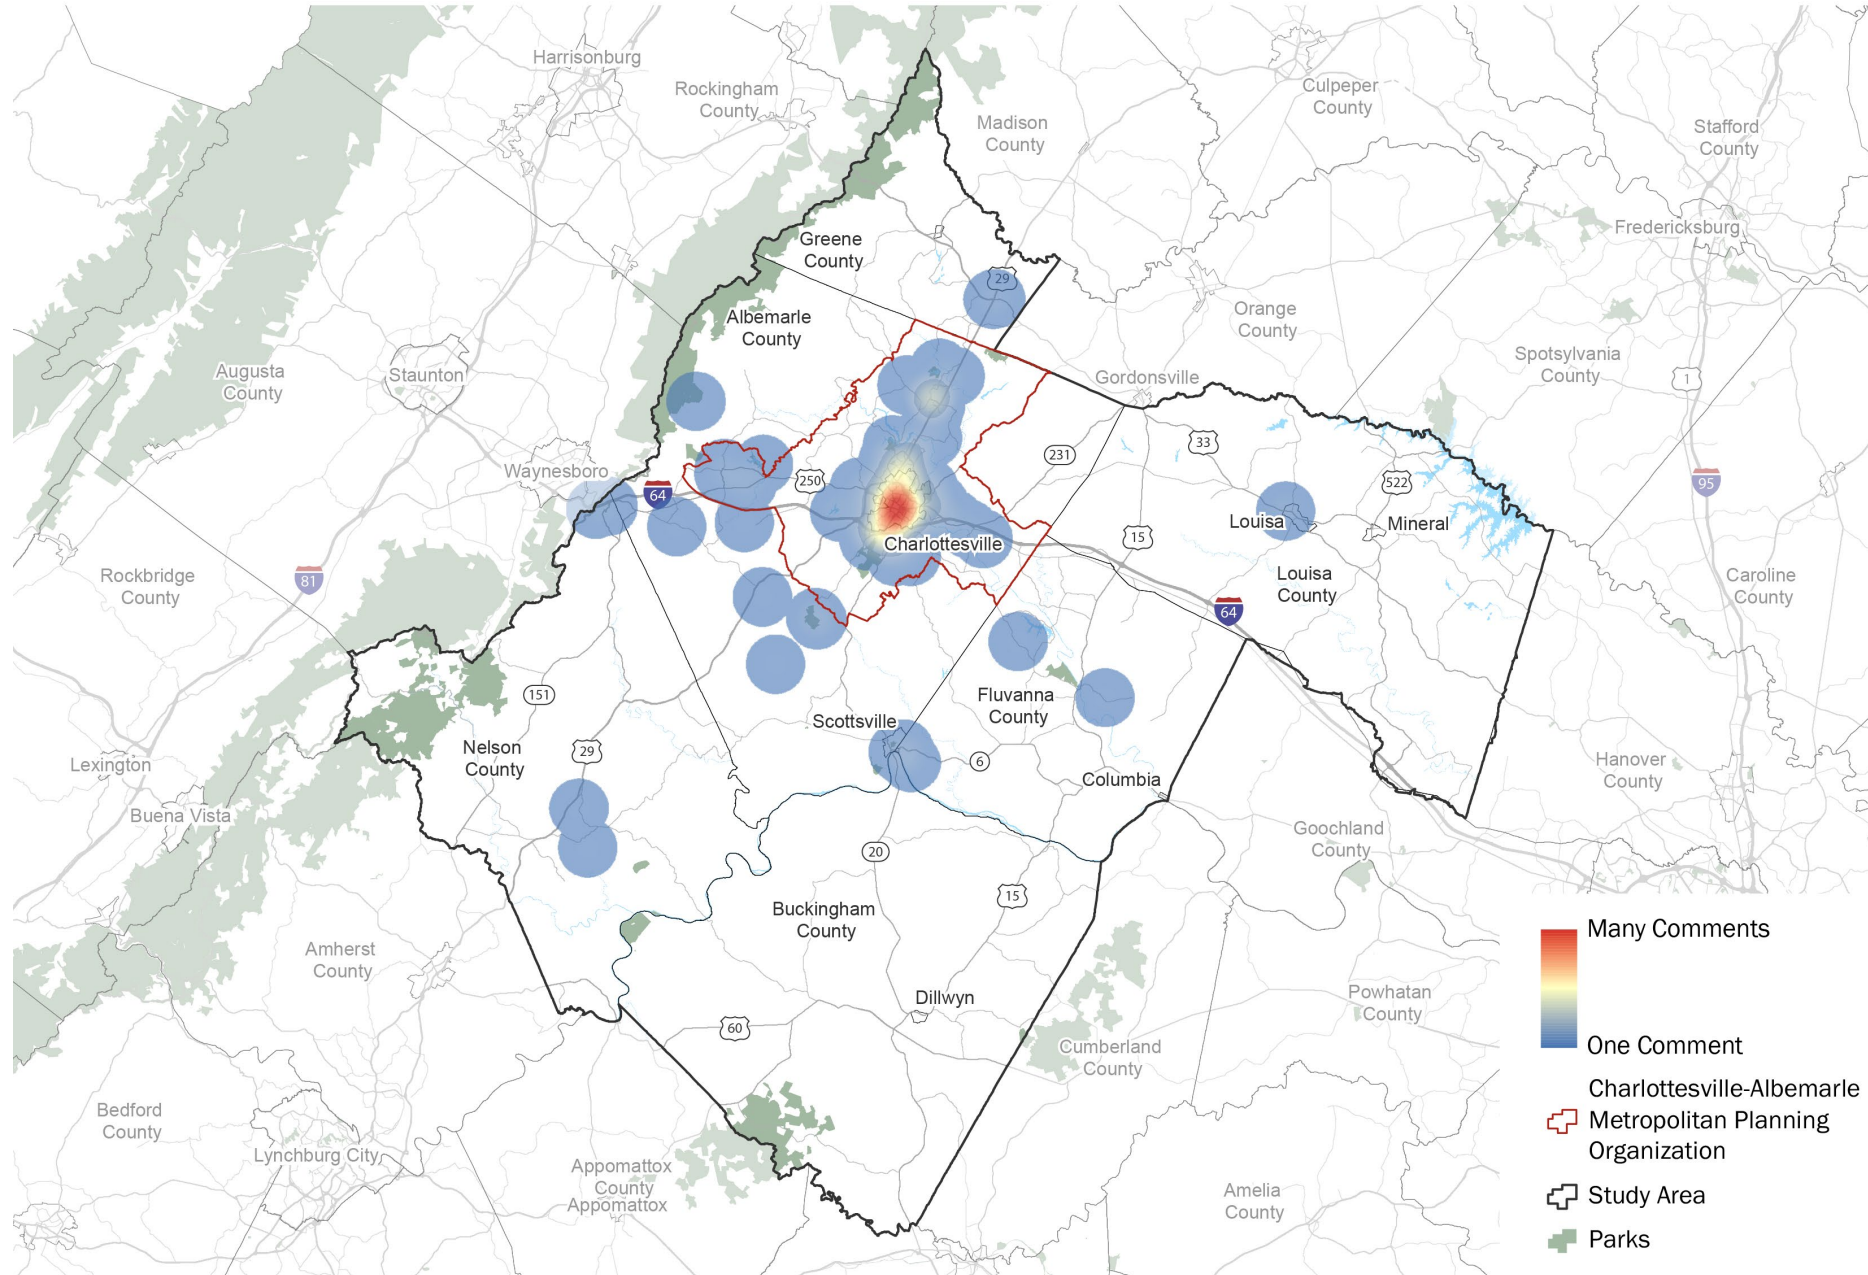 Harrisonburg
Rockingham
County
Madison
County
Culpeper
County
Stafford
County
Fredericksburg
Greene
County
29
Albemarle
County
Orange
County
Spotsylvania
County
Augusta
County
Staunton
Gordonsville
1
Waynesboro
64
250
231
33
522
95
Louisa
Mineral
Charlottesville
15
Rockbridge
County
81
Louisa
County
Caroline
County
64
151
Fluvanna
County
Scottsville
Nelson
County
29
6
Columbia
Lexington
Hanover
County
Buena Vista
Goochland
County
20
15
Buckingham
County
Amherst
County
Dillwyn
60
Powhatan
County
Cumberland
County
Bedford
County
Lynchburg City
Appomattox
County
Appomattox
Amelia
County
Many Comments
One Comment
Charlottesville-Albemarle
Metropolitan Planning
Organization
Study Area
Parks